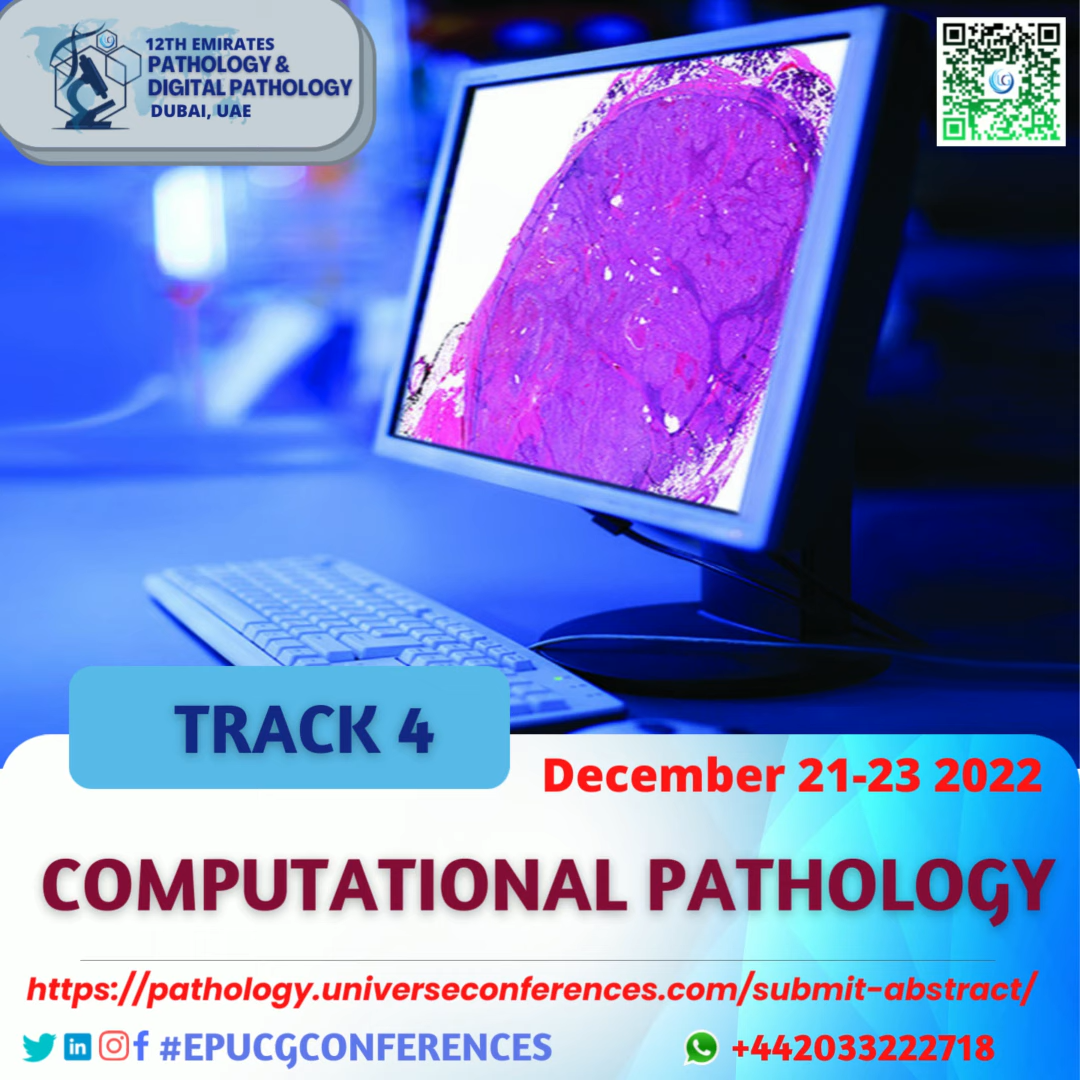 12TH EMIRATES
PATHOLOGY &
DIGITAL PATHOLOGY
DUBAI, UAE
TRACK 4
December 21-23 2022
COMPUTATIONAL PATHOLOGY
https://pathology.universeconferences.com/submit-abstract/
#EPUCGCONFERENCES
+442033222718